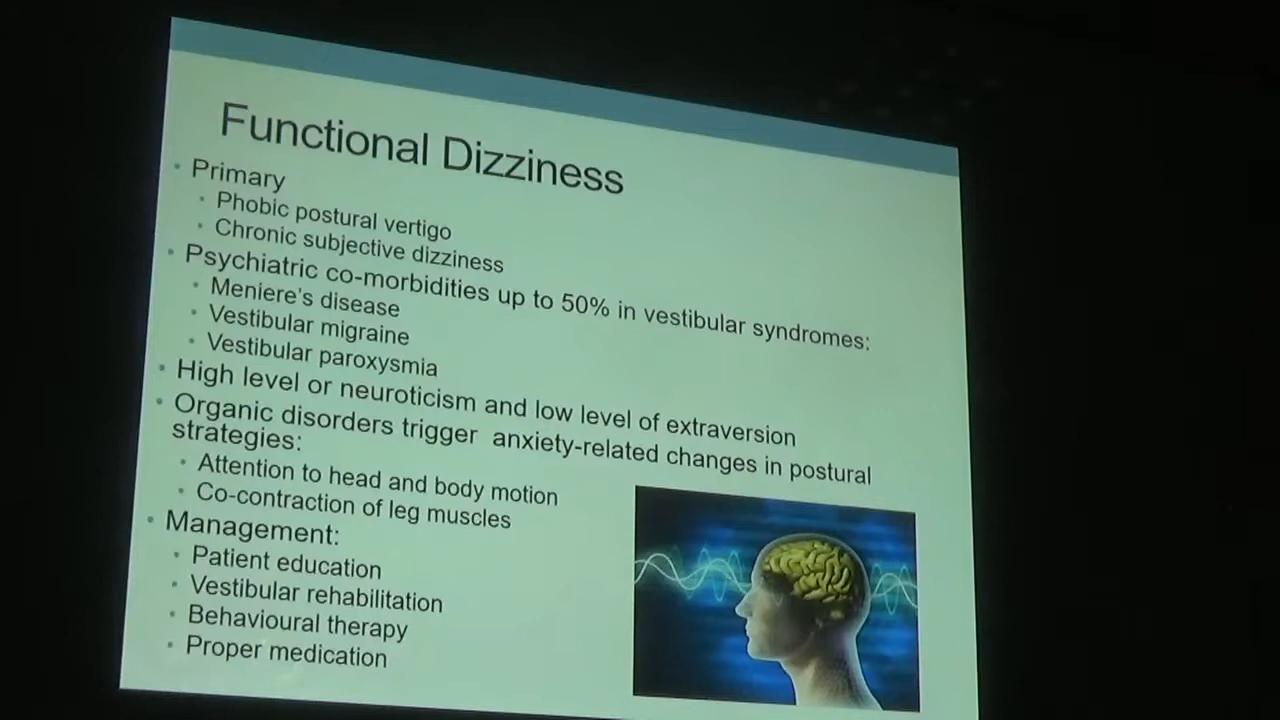 Functional Dizziness
• Primary
• Phobic postural vertigo
• Chronic subjective dizziness
• Psychiatric co-morbidities up to 50% in vestibular syndromes:
• Meniere's disease
• Vestibular migraine
• Vestibular paroxysmia
• High level or neuroticism and low level of extraversion
• Organic disorders trigger anxiety-related changes in postural
strategies:
• Attention to head and body motion
• Co-contraction of leg muscles
• Management:
• Patient education
• Vestibular rehabilitation
• Behavioural therapy
• Proper medication